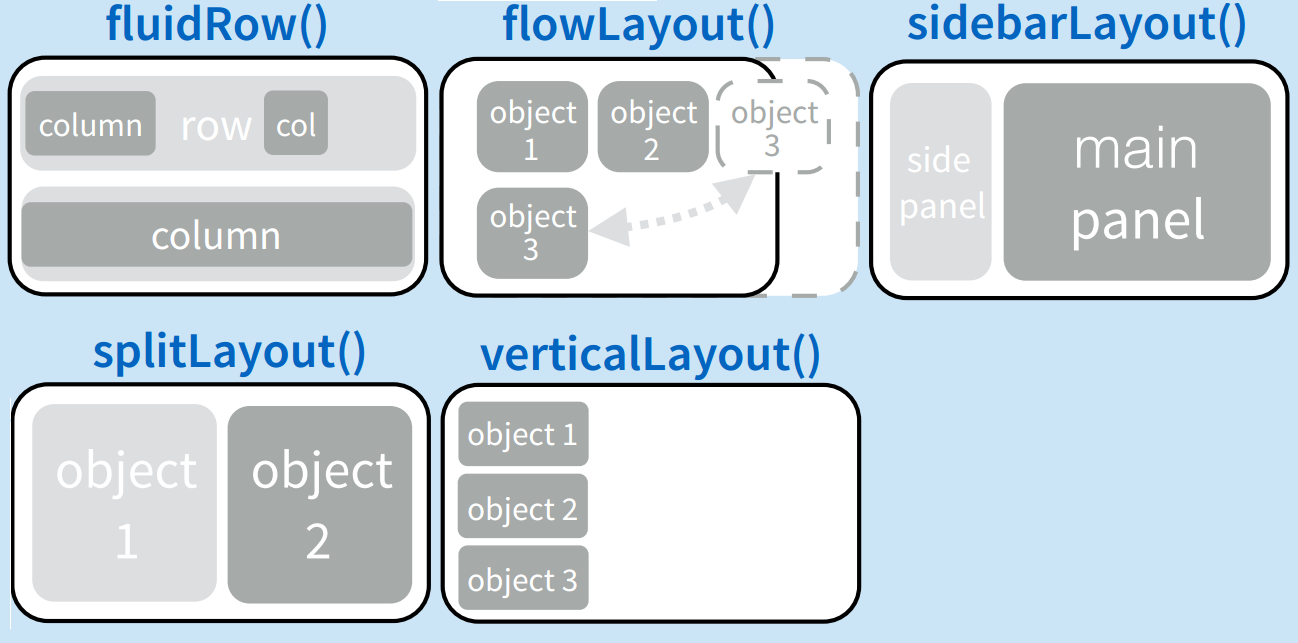 fluidRow()
column row col
column
flowLayout()
object
1
object
2
object
3
object
3
sidebarLayout()
side
panel
main
panel
splitLayout()
object
1
object
2
verticalLayout()
object 1
object 2
object 3